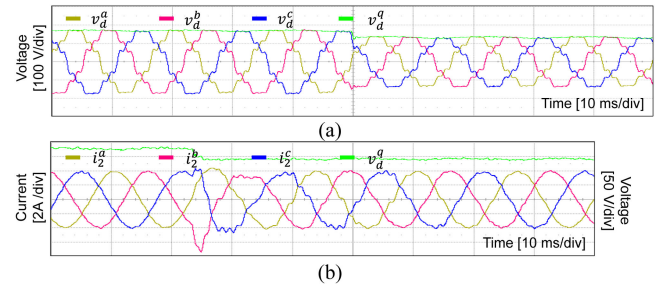 v_d^a v_d^b v_d^c v_d^q
Voltage
[100 V/div]
Time [10 ms/div]
(a)
i_2^a i_2^b i_2^c v_d^q
Current
[2A /div]
Voltage
[50 V/div]
Time [10 ms/div]
(b)